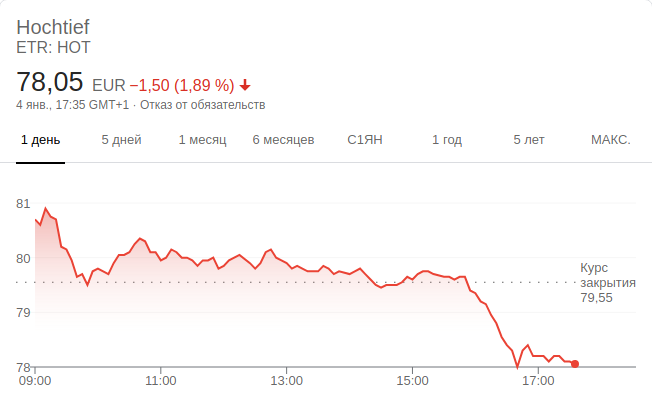 Hochtief
ETR: HOT
78,05 EUR −1,50 (1,89 %)
4 янв., 17:35 GMT+1 · Отказ от обязательств
1 день 5 дней 1 месяц 6 месяцев С1ЯН 1 год 5 лет МАКС.
81
80
Курс
закрытия
79,55
79
78
09:00 11:00 13:00 15:00 17:00